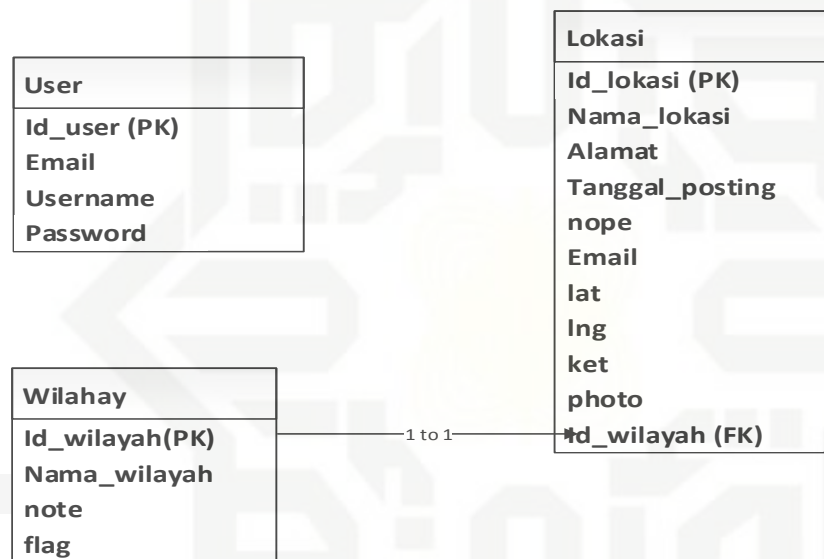 User
Id_user (PK)
Email
Username
Password
Lokasi
Id_lokasi (PK)
Nama_lokasi
Alamat
Tanggal_posting
nope
Email
lat
lng
ket
photo
Id_wilayah (FK)
Wilahay
Id_wilayah(PK)
Nama_wilayah
note
flag
1 to 1